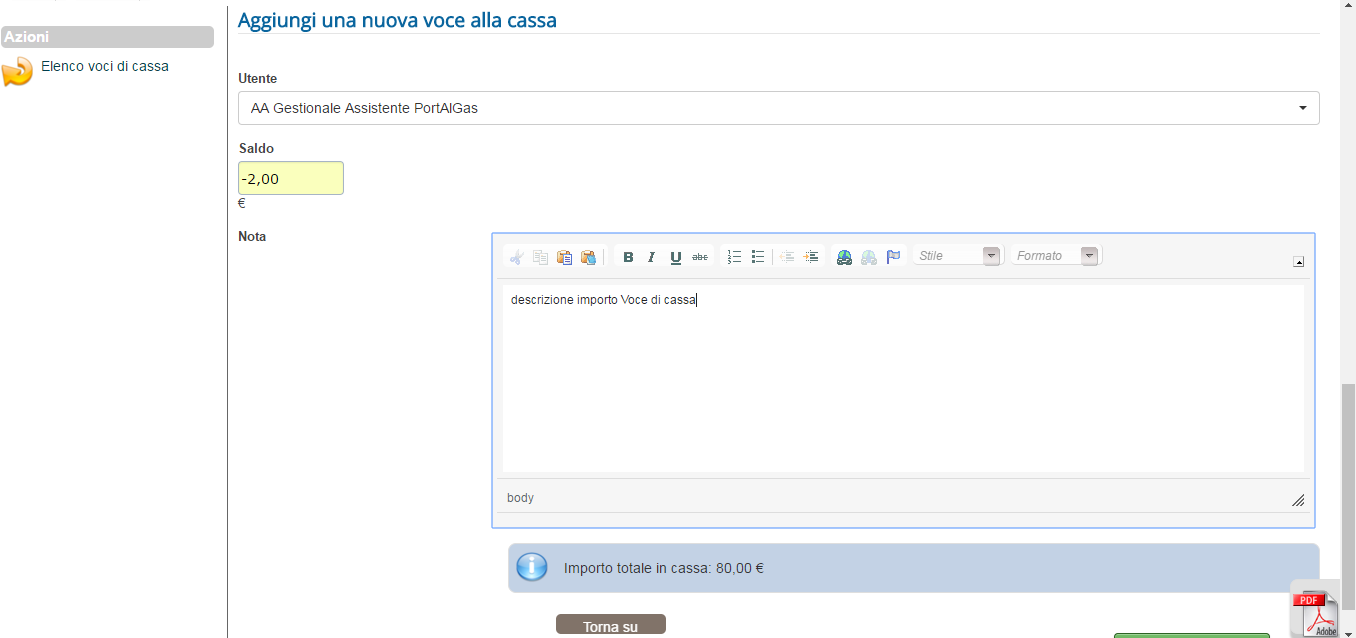 Aggiungi una nuova voce alla cassa
Azioni
Elenco voci di cassa
Utente
AA Gestionale Assistente PortAlGas
Saldo
-2,00
€
Nota
B I U abc Stile Formato
descrizione importo Voce di cassa
body
Importo totale in cassa: 80,00 €
Torna su
PDF
Adobe